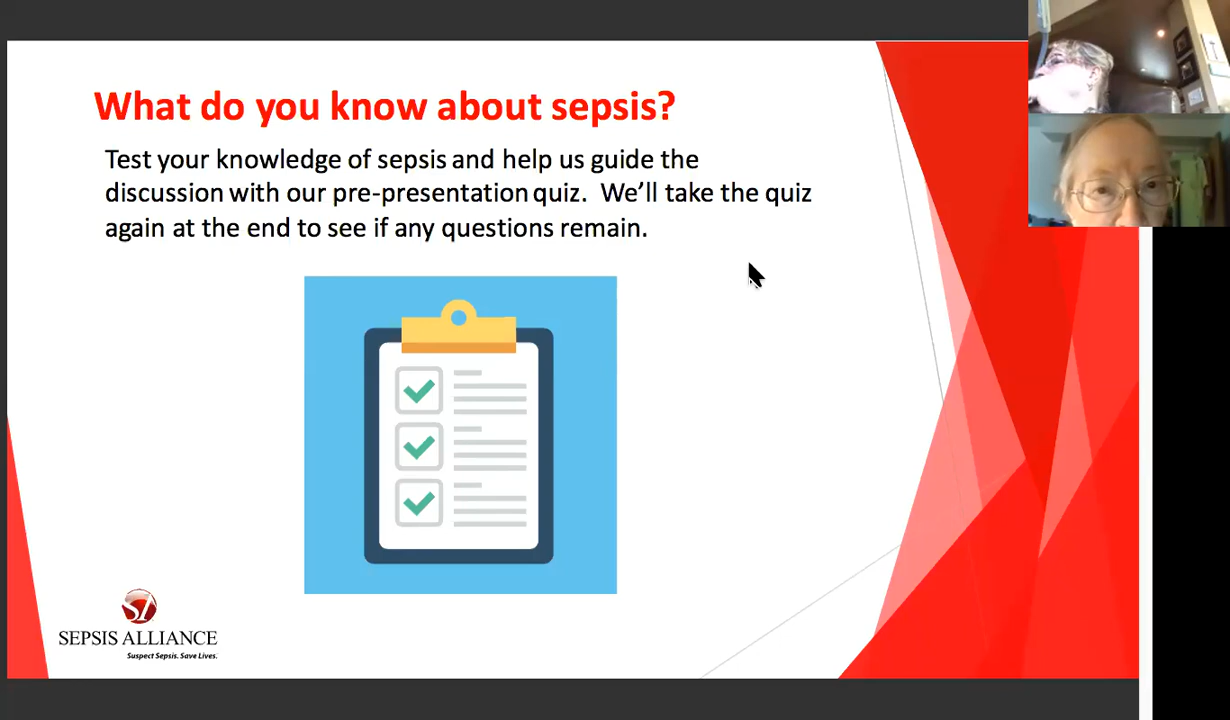 What do you know about sepsis?
Test your knowledge of sepsis and help us guide the
discussion with our pre-presentation quiz.  We'll take the quiz
again at the end to see if any questions remain.
SEPSIS ALLIANCE
Suspect Sepsis. Save Lives.